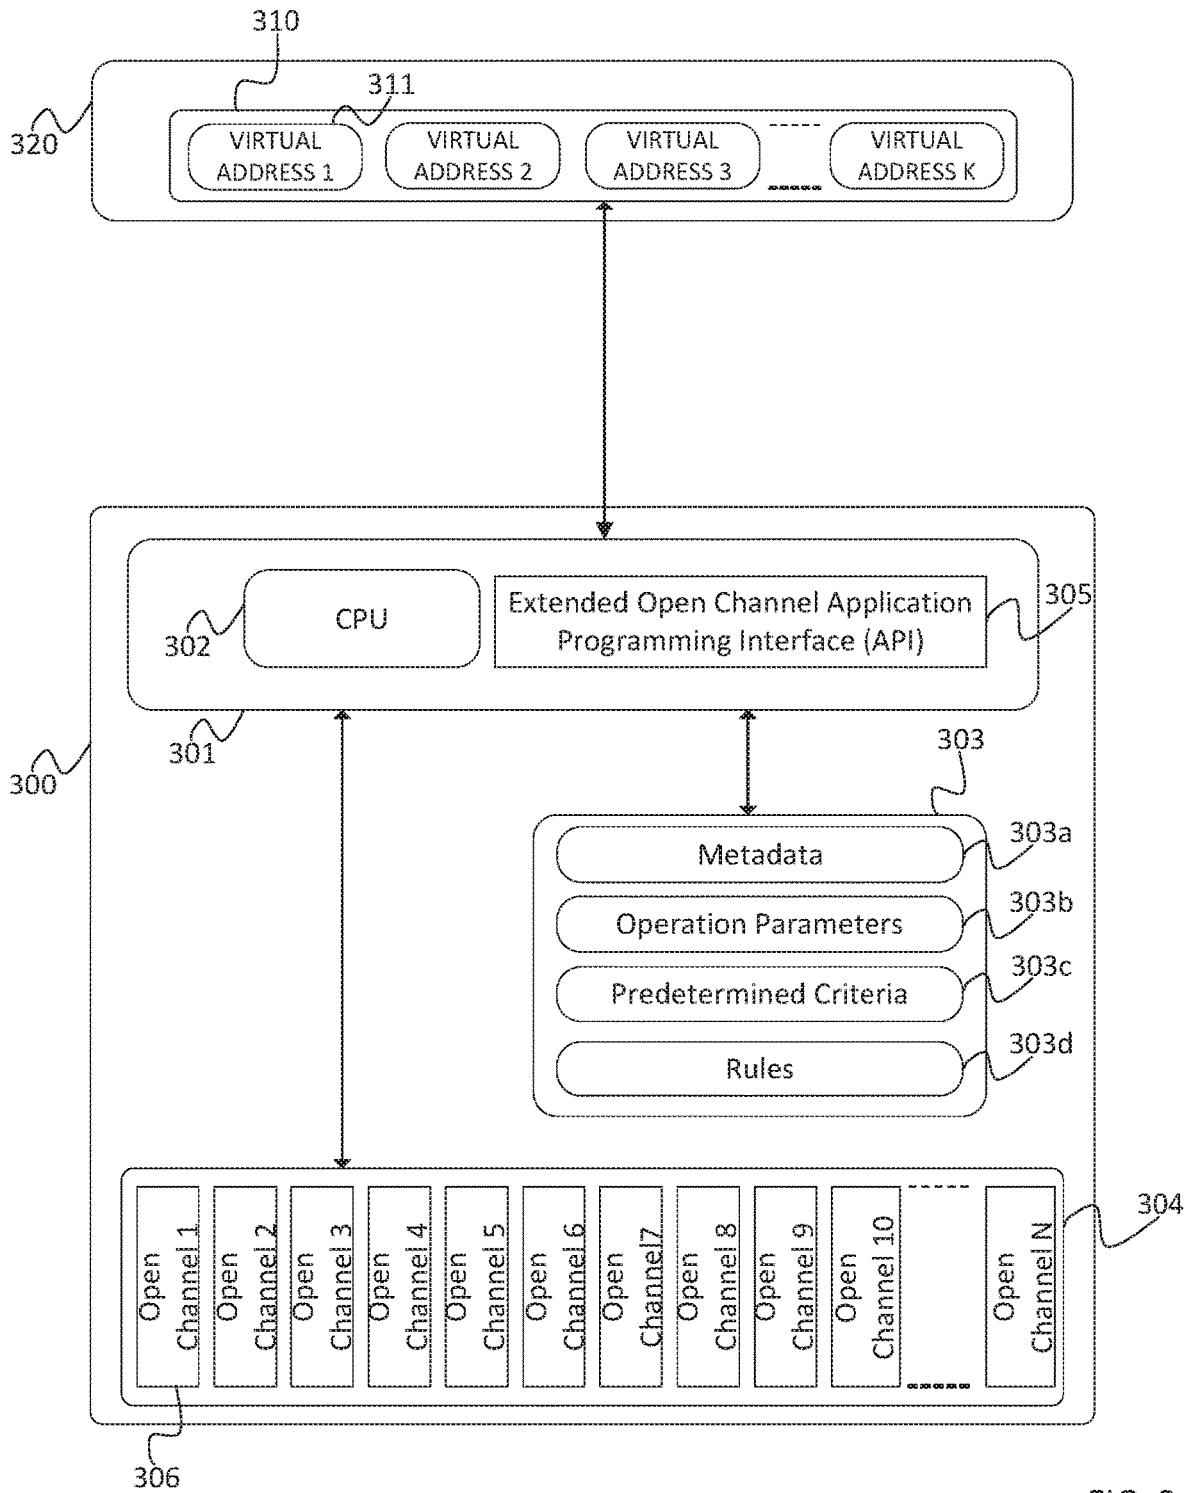 310
311
320
VIRTUAL
ADDRESS 1
VIRTUAL
ADDRESS 2
VIRTUAL
ADDRESS 3
VIRTUAL
ADDRESS K
CPU
Extended Open Channel Application
Programming Interface (API)
305
302
301
300
303
Metadata
303a
Operation Parameters
303b
Predetermined Criteria
303c
Rules
303d
304
Open
Channel 1
Open
Channel 2
Open
Channel 3
Open
Channel 4
Open
Channel 5
Open
Channel 6
Open
Channel7
Open
Channel 8
Open
Channel 9
Open
Channel 10
Open
Channel N
306